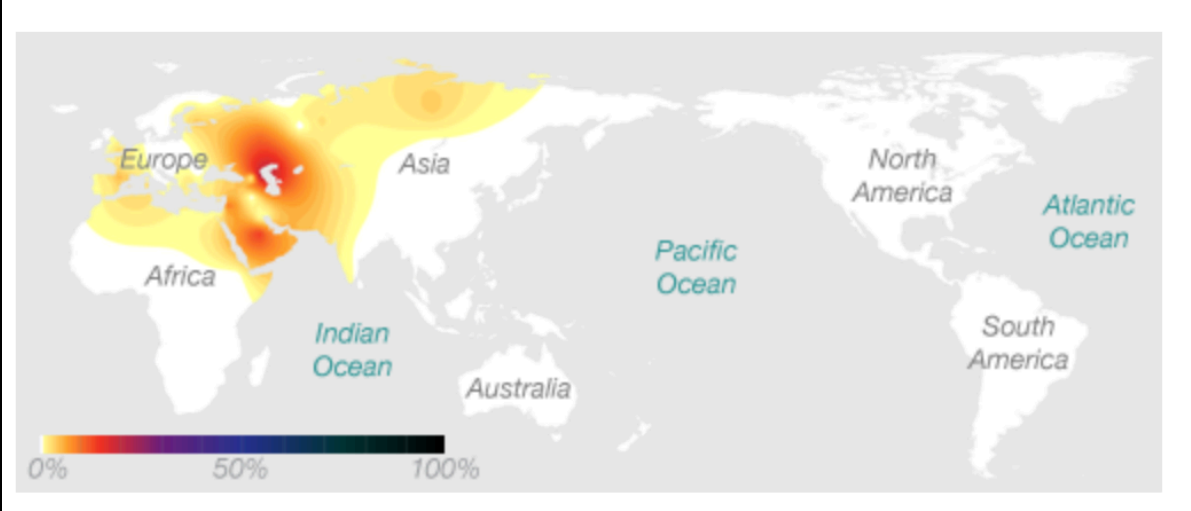 Europe
Asia
North
America
Atlantic
Ocean
Pacific
Ocean
Africa
Indian
Ocean
South
America
Australia
0%
50%
100%